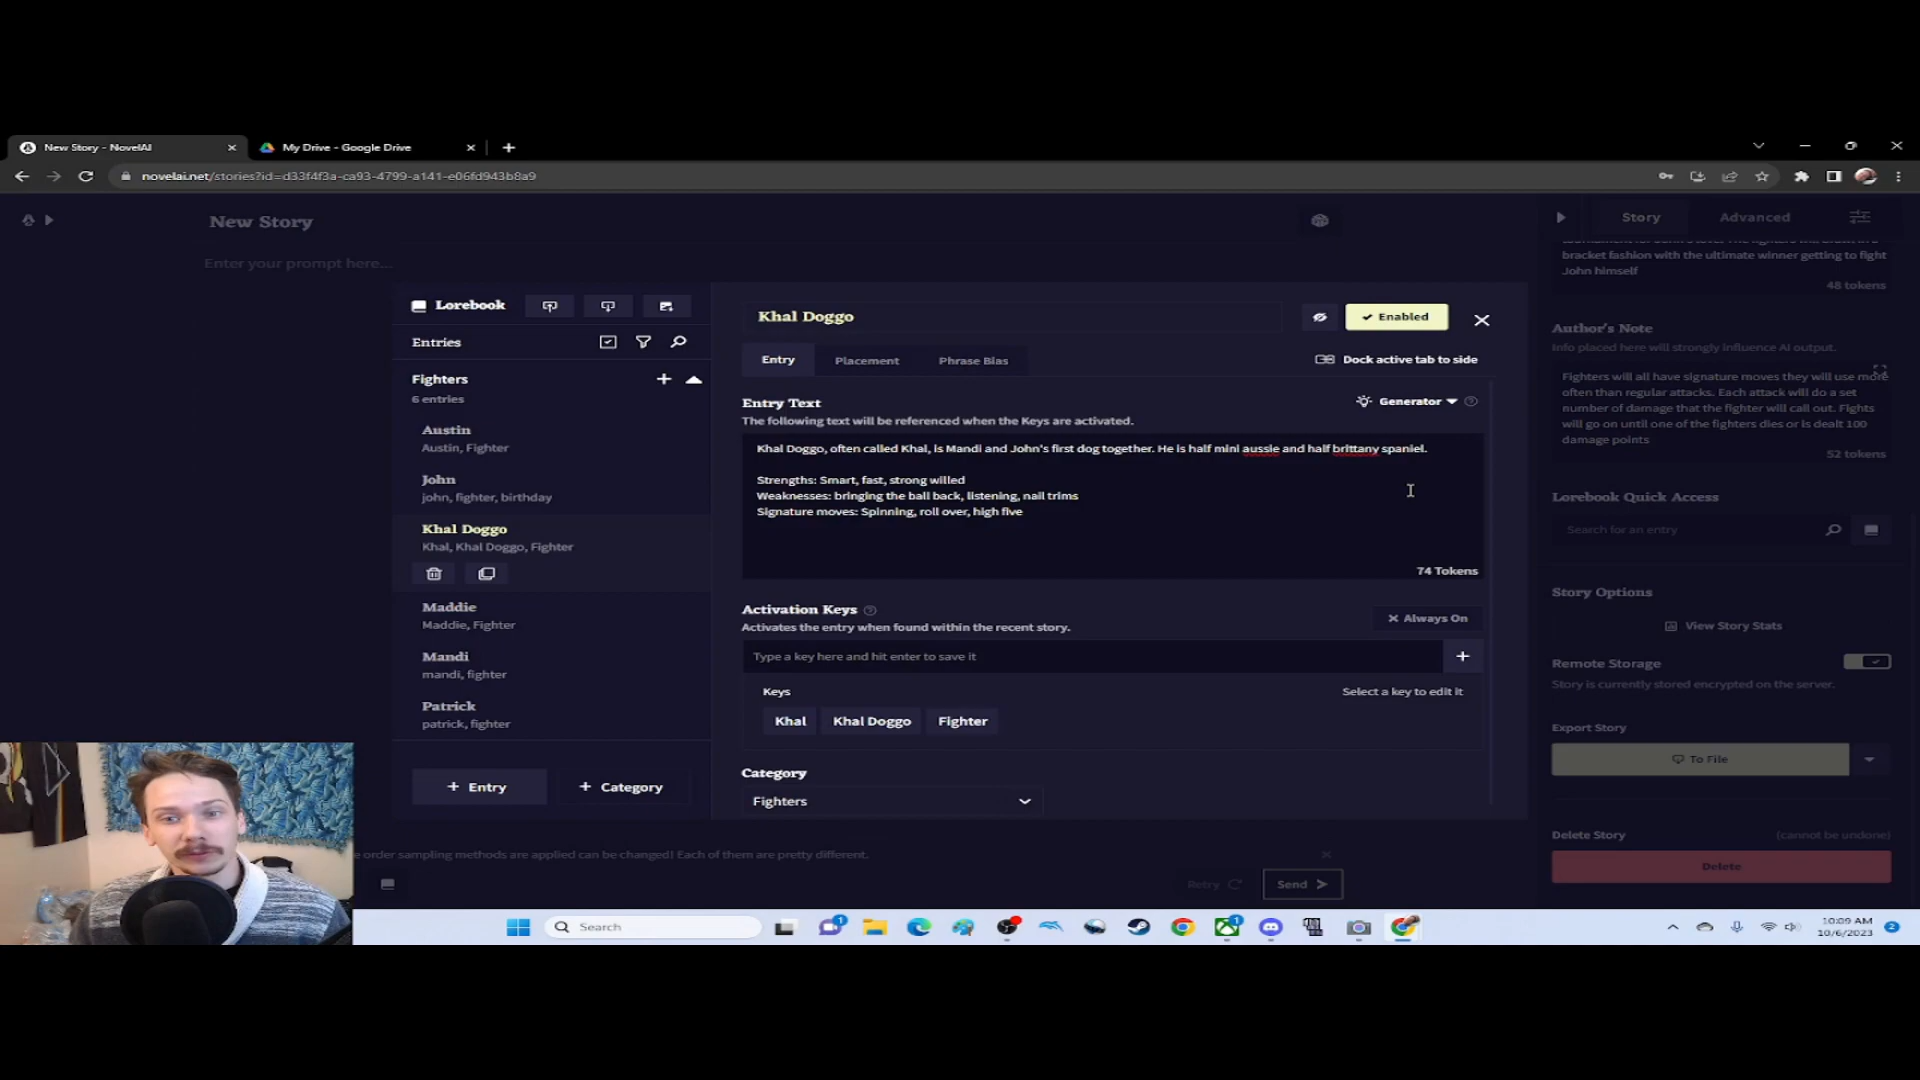 New Story - NovelAI
My Drive - Google Drive
novelai.net/stories?id=d33f4f3a-ca93-4799-a141-e06fd943b8a9
New Story
Enter your prompt here...
Story
Advanced
bracket fashion with the ultimate winner getting to fight
John himself
48 tokens
Author's Note
Info placed here will strongly influence AI output.
Fighters will all have signature moves they will use more
often than regular attacks. Each attack will do a set
number of damage that the fighter will call out. Fights
will go on until one of the fighters dies or is dealt 100
damage points
52 tokens
Lorebook Quick Access
Search for an entry
Story Options
View Story Stats
Remote Storage
Story is currently stored encrypted on the server.
Export Story
To File
Delete Story
(cannot be undone)
Delete
Lorebook
Entries
Fighters
6 entries
Austin
Austin, Fighter
John
john, fighter, birthday
Khal Doggo
Khal, Khal Doggo, Fighter
Maddie
Maddie, Fighter
Mandi
mandi, fighter
Patrick
patrick, fighter
+ Entry
+ Category
Khal Doggo
Enabled
Entry
Placement
Phrase Bias
Dock active tab to side
Entry Text
Generator
The following text will be referenced when the Keys are activated.
Khal Doggo, often called Khal, is Mandi and John's first dog together. He is half mini aussie and half brittany spaniel.
Strengths: Smart, fast, strong willed
Weaknesses: bringing the ball back, listening, nail trims
Signature moves: Spinning, roll over, high five
74 Tokens
Activation Keys
Always On
Activates the entry when found within the recent story.
Type a key here and hit enter to save it
Keys
Select a key to edit it
Khal
Khal Doggo
Fighter
Category
Fighters
order sampling methods are applied can be changed! Each of them are pretty different.
Retry
Send
Search
1
1
10:09 AM
10/6/2023
2